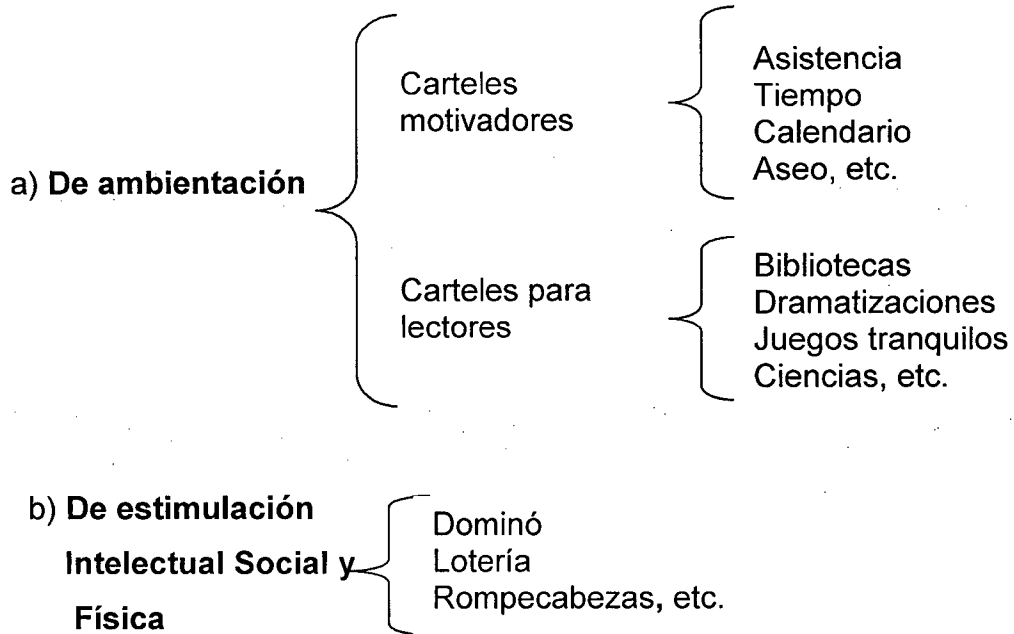 a) De ambientación
Carteles
motivadores
Asistencia
Tiempo
Calendario
Aseo, etc.
Carteles para
lectores
Bibliotecas
Dramatizaciones
Juegos tranquilos
Ciencias, etc.
b) De estimulación
Intelectual Social y
Física
Dominó
Lotería
Rompecabezas, etc.